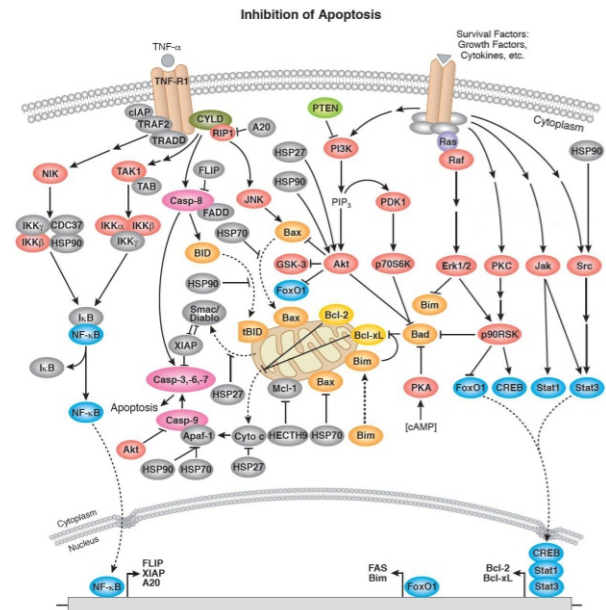 Inhibition of Apoptosis
TNF-α
TNF-R1
Survival Factors:
Growth Factors,
Cytokines, etc.
Cytoplasm
cIAP
TRAF2
TRADD
CYLD
RIP1
A20
PTEN
PI3K
HSP27
HSP90
Ras
Raf
HSP90
NIK
TAK1
TAB
FLIP
Casp-8
FADD
JNK
PIP3
PDK1
IKKγ
CDC37
IKKβ
HSP90
IKKα
IKKβ
IKKγ
HSP70
Bax
BID
GSK-3
Akt
FoxO1
p70S6K
Erk1/2
PKC
Jak
Src
HSP90
Bim
IκB
NF-κB
Smac/
Diablo
tBID
Bax
Bcl-2
Bcl-xL
Bad
p90RSK
XIAP
Bim
IκB
Casp-3,-6,-7
HSP27
Mcl-1
Bax
PKA
FoxO1
CREB
Stat1
Stat3
NF-κB
Apoptosis
Casp-9
Apaf-1
Cyto c
HECTH9
HSP70
Bim
[cAMP]
Akt
HSP90
HSP70
HSP27
Cytoplasm
Nucleus
NF-κB
FLIP
XIAP
A20
FAS
Bim
FoxO1
Bcl-2
Bcl-xL
CREB
Stat1
Stat3